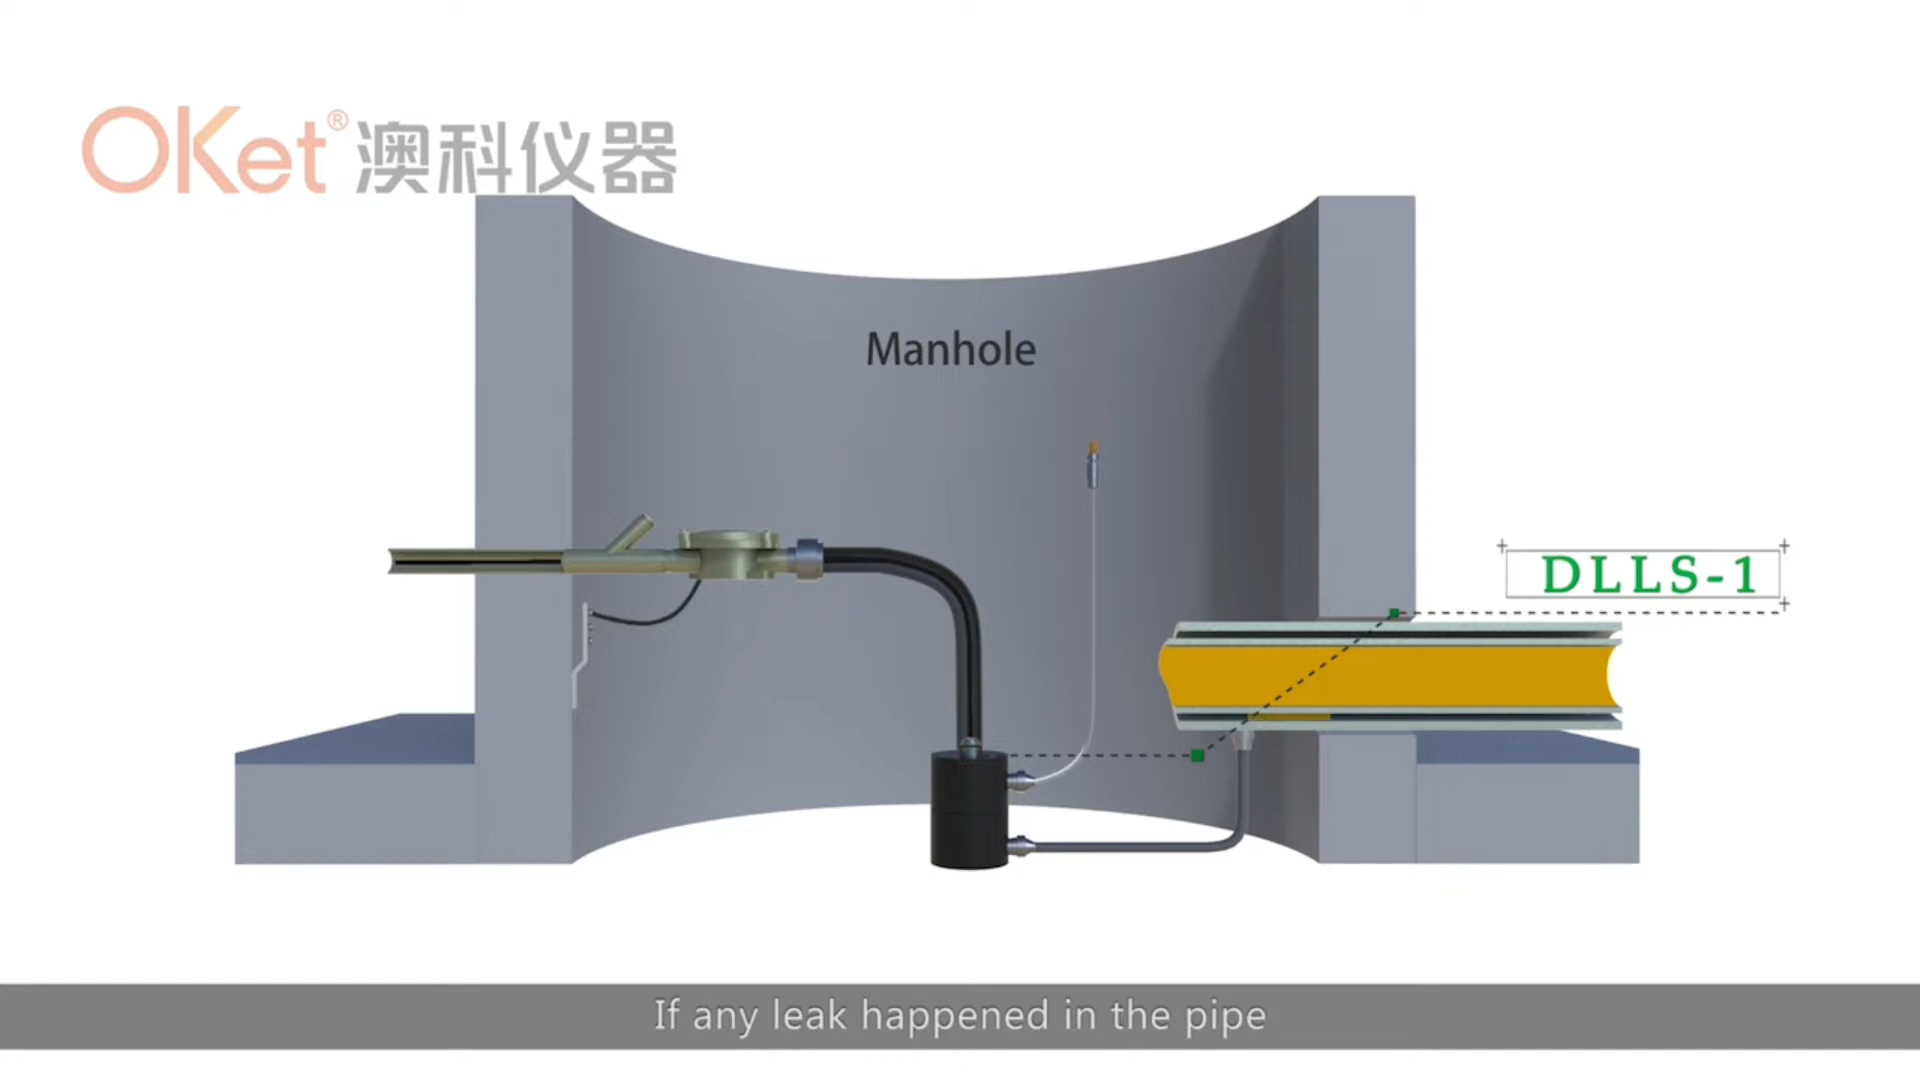 OKet® 澳科仪器
Manhole
DLLS-1
If any leak happened in the pipe